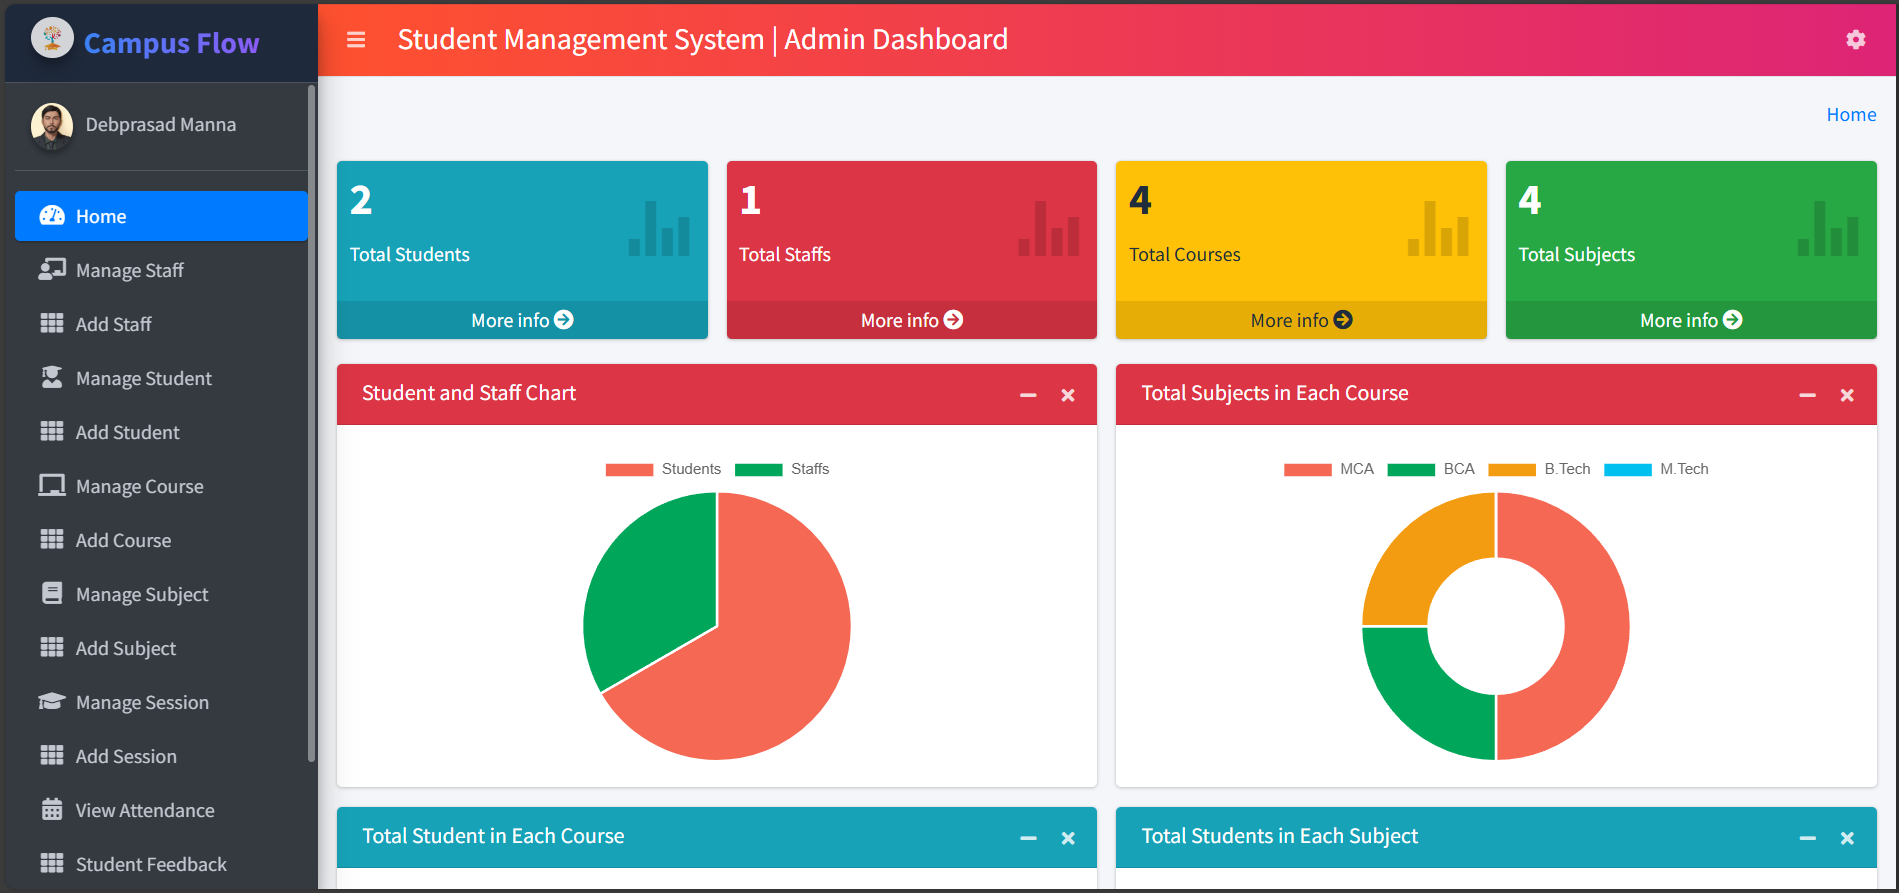 Campus Flow
Student Management System | Admin Dashboard
Debprasad Manna
Home
Manage Staff
Add Staff
Manage Student
Add Student
Manage Course
Add Course
Manage Subject
Add Subject
Manage Session
Add Session
View Attendance
Student Feedback
Home
2
Total Students
More info
1
Total Staffs
More info
4
Total Courses
More info
4
Total Subjects
More info
Student and Staff Chart
Students Staffs
Total Subjects in Each Course
MCA BCA B.Tech M.Tech
Total Student in Each Course
Total Students in Each Subject